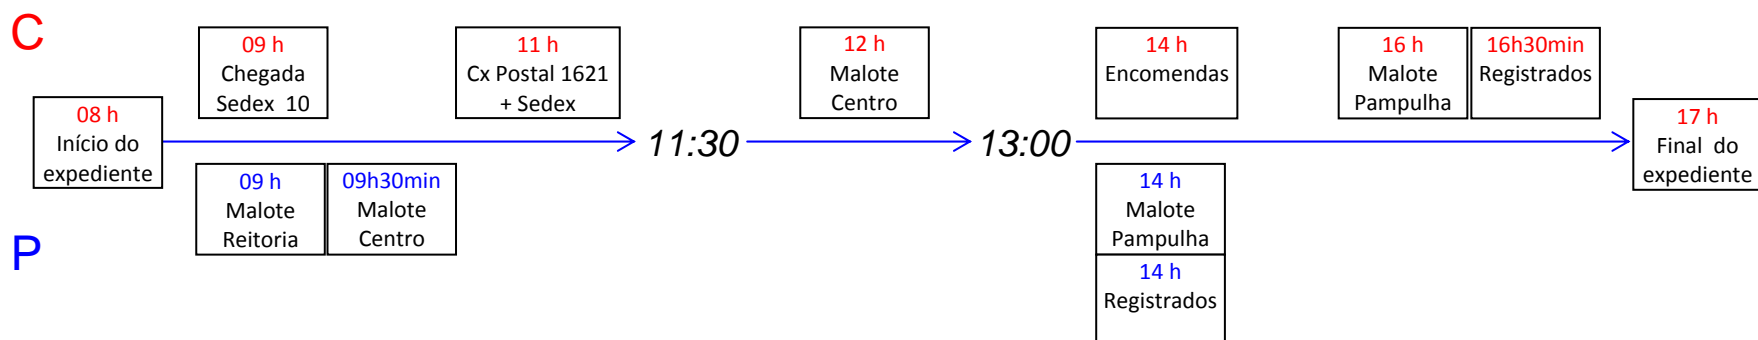 C
09 h
Chegada
Sedex 10
11 h
Cx Postal 1621
+ Sedex
12 h
Malote
Centro
14 h
Encomendas
16 h
Malote
Pampulha
16h30min
Registrados
08 h
Início do
expediente
11:30
13:00
17 h
Final do
expediente
P
09 h
Malote
Reitoria
09h30min
Malote
Centro
14 h
Malote
Pampulha
14 h
Registrados